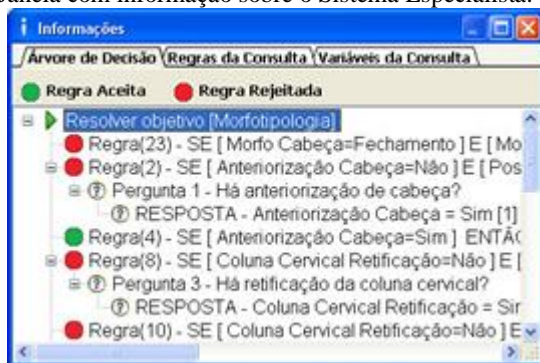 ância com informação sobre o Sistema Especialista.
Informações
Árvore de Decisão Regras da Consulta Variáveis da Consulta
Regra Aceita Regra Rejeitada
Resolver objetivo [Morfotipologia]
Regra(23) - SE [ Morfo Cabeça=Fechamento ] E [ Mo
Regra(2) - SE [ Anteriorização Cabeça=Não ] E [ Pos
Pergunta 1 - Há anteriorização de cabeça?
RESPOSTA - Anteriorização Cabeça = Sim [1]
Regra(4) - SE [ Anteriorização Cabeça=Sim ] ENTÃO
Regra(8) - SE [ Coluna Cervical Retificação=Não ] E [
Pergunta 3 - Há retificação da coluna cervical?
RESPOSTA - Coluna Cervical Retificação = Sir
Regra(10) - SE [ Coluna Cervical Retificação=Não ] E